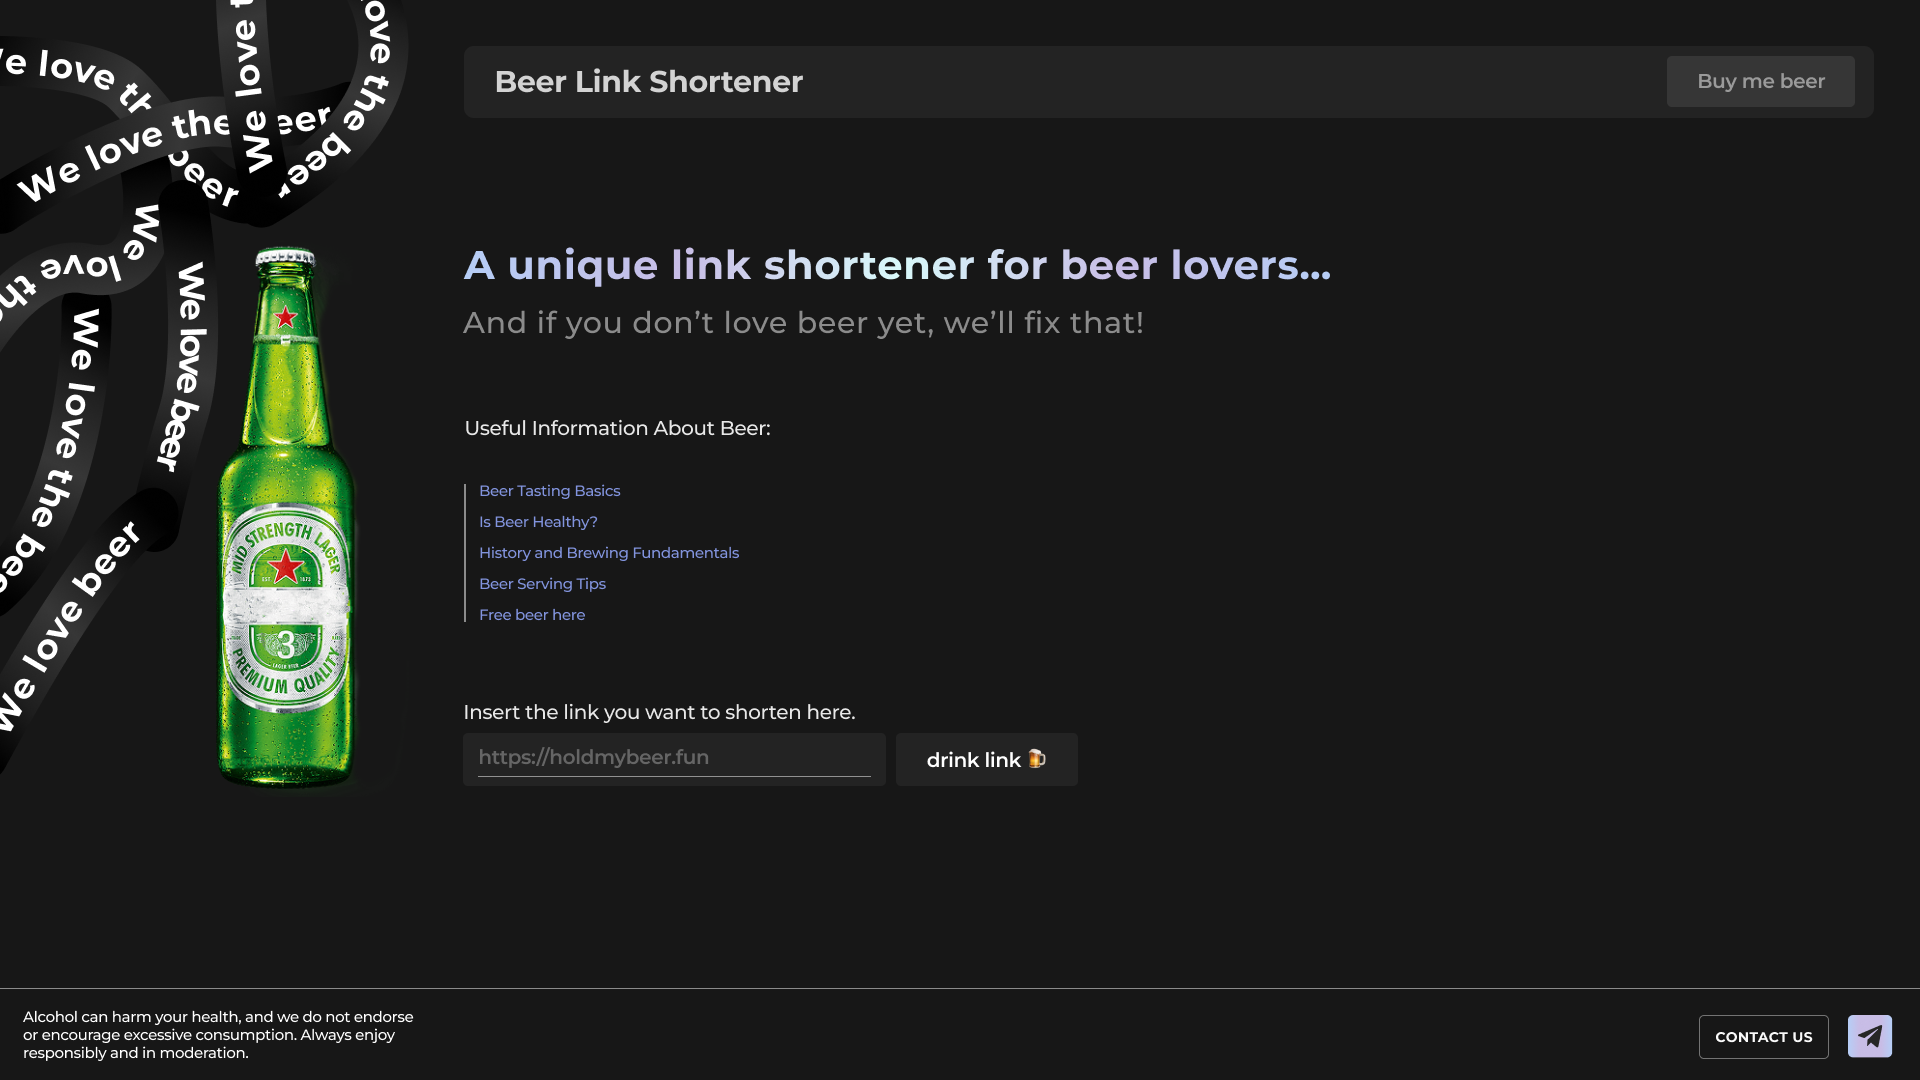 We love the beer
We love the beer
We love t
love the beer
We love the
We love beer
We love the bee
We love beer
Beer Link Shortener
Buy me beer
A unique link shortener for beer lovers...
And if you don’t love beer yet, we’ll fix that!
Useful Information About Beer:
Beer Tasting Basics
Is Beer Healthy?
History and Brewing Fundamentals
Beer Serving Tips
Free beer here
MID STRENGTH LAGER
EST. 1873
3
LAGER BEER
PREMIUM QUALITY
Insert the link you want to shorten here.
https://holdmybeer.fun
drink link
Alcohol can harm your health, and we do not endorse
or encourage excessive consumption. Always enjoy
responsibly and in moderation.
CONTACT US